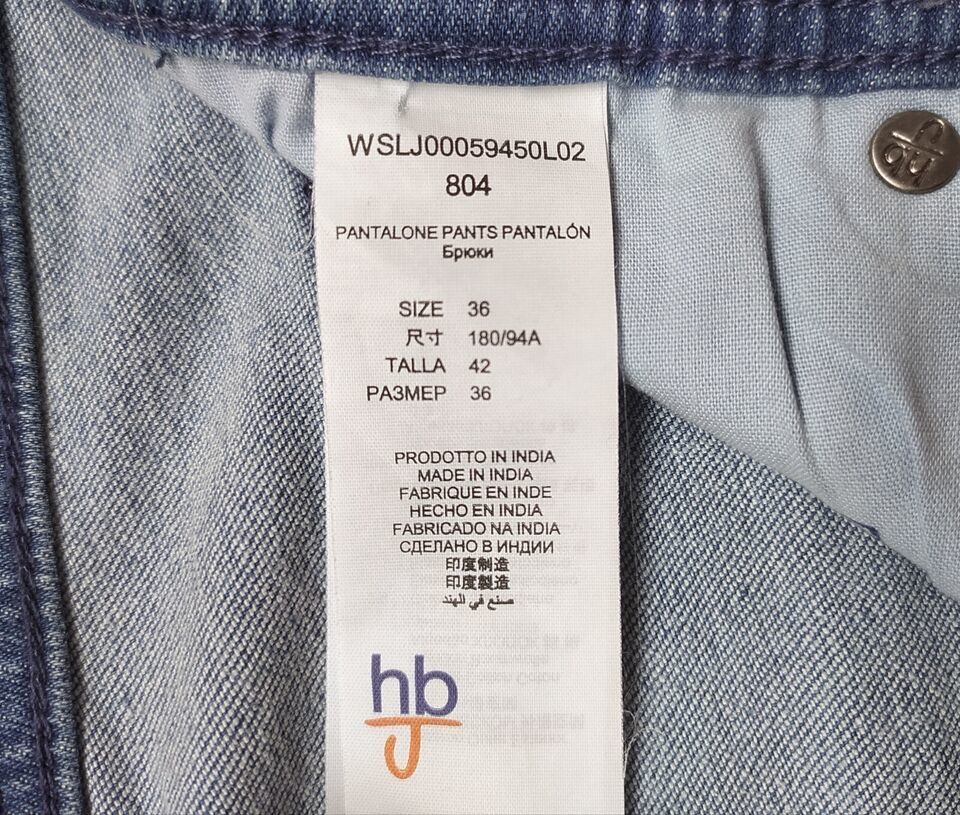 WSLJ00059450L02
804
PANTALONE PANTS PANTALÓN
Брюки
SIZE 36
尺寸 180/94A
TALLA 42
РАЗМЕР 36
PRODOTTO IN INDIA
MADE IN INDIA
FABRIQUE EN INDE
HECHO EN INDIA
FABRICADO NA INDIA
СДЕЛАНО В ИНДИИ
印度制造
印度製造
صنع في الهند
hb
J
hb
J